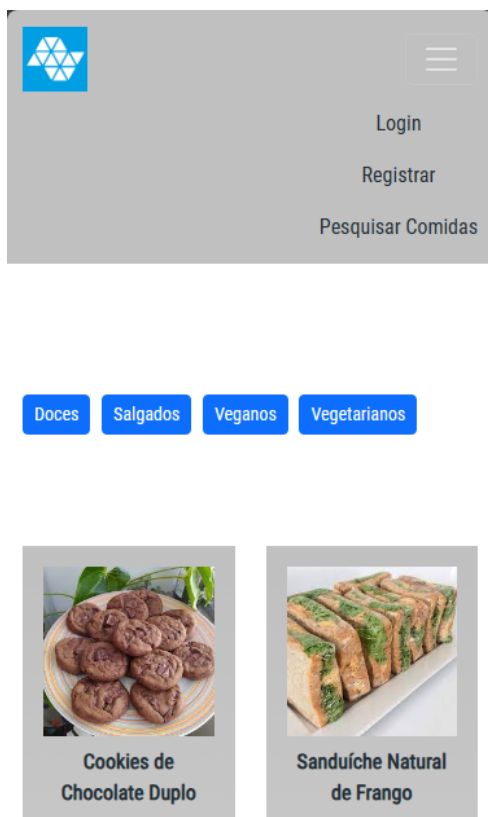 Login
Registrar
Pesquisar Comidas
Doces Salgados Veganos Vegetarianos
Cookies de
Chocolate Duplo
Sanduíche Natural
de Frango